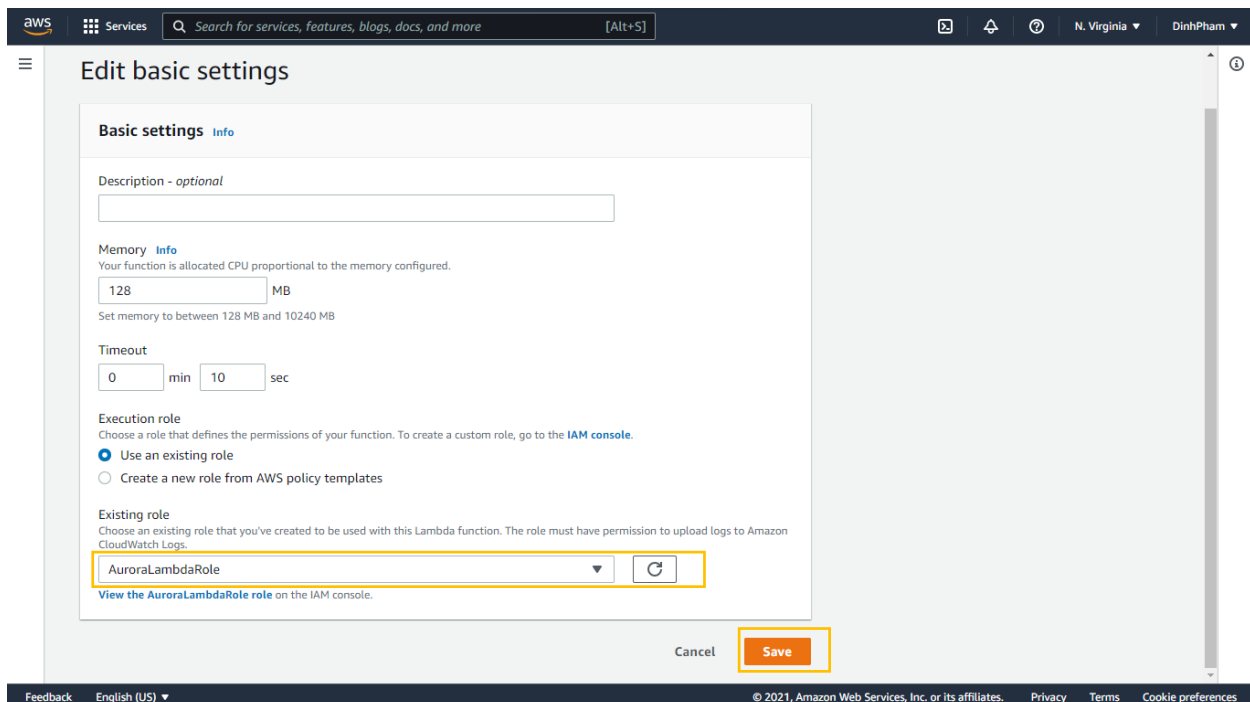 aws
Services
Search for services, features, blogs, docs, and more [Alt+S]
N. Virginia
DinhPham
Edit basic settings
Basic settings Info
Description - optional
Memory Info
Your function is allocated CPU proportional to the memory configured.
128 MB
Set memory to between 128 MB and 10240 MB
Timeout
0 min 10 sec
Execution role
Choose a role that defines the permissions of your function. To create a custom role, go to the IAM console.
Use an existing role
Create a new role from AWS policy templates
Existing role
Choose an existing role that you've created to be used with this Lambda function. The role must have permission to upload logs to Amazon
CloudWatch Logs.
AuroraLambdaRole
View the AuroraLambdaRole role on the IAM console.
Cancel Save
Feedback English (US) © 2021, Amazon Web Services, Inc. or its affiliates. Privacy Terms Cookie preferences